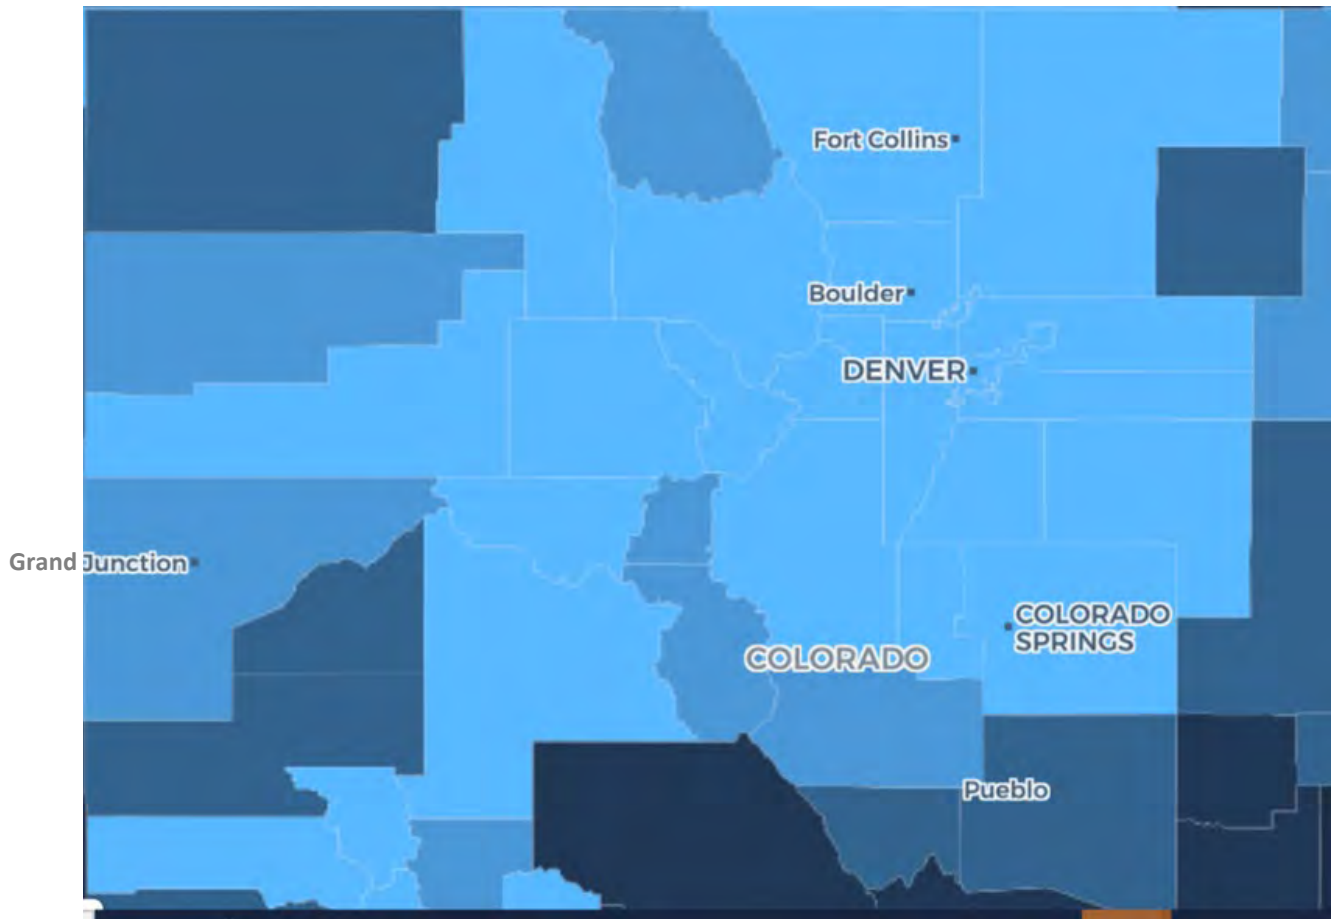 Fort Collins
Boulder
DENVER
Grand Junction
COLORADO
SPRINGS
COLORADO
Pueblo